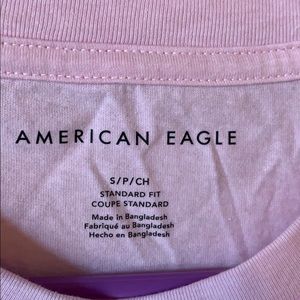 AMERICAN EAGLE
S/P/CH
STANDARD FIT
COUPE STANDARD
Made in Bangladesh
Fabriqué au Bangladesh
Hecho en Bangladesh